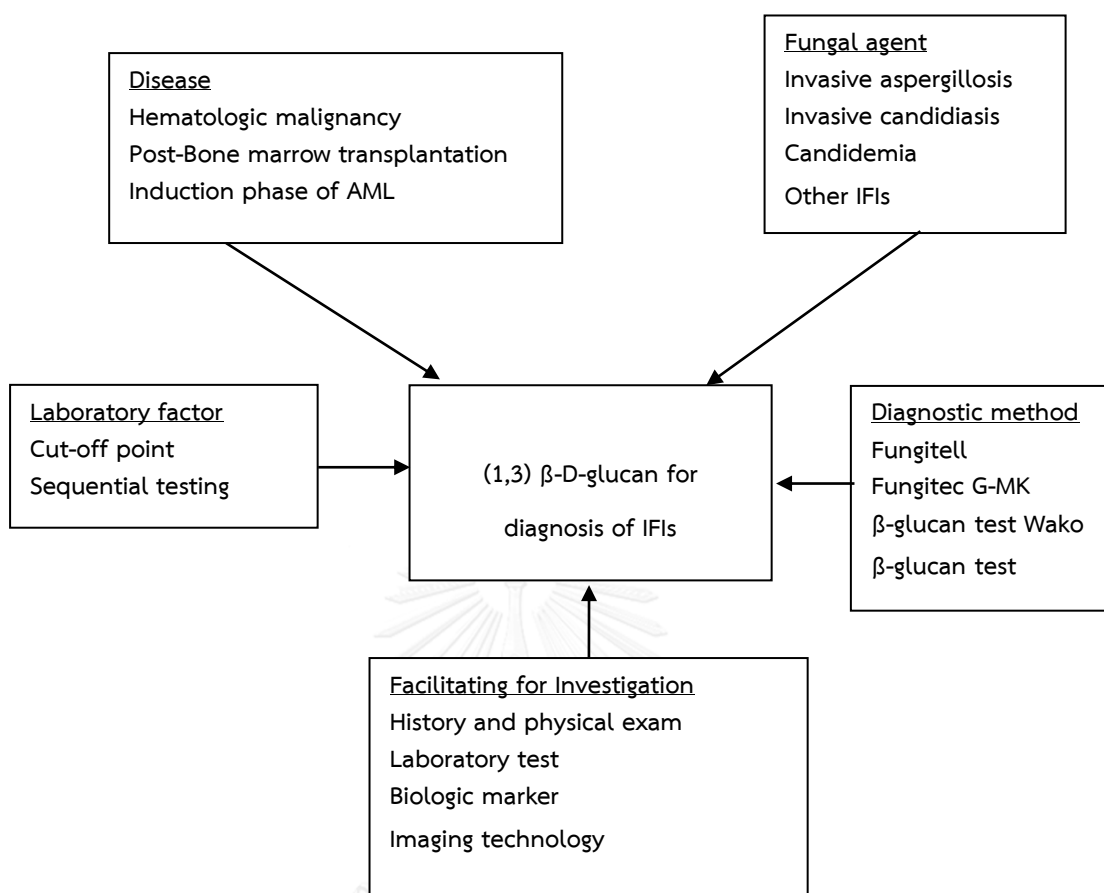 Disease
Hematologic malignancy
Post-Bone marrow transplantation
Induction phase of AML
Fungal agent
Invasive aspergillosis
Invasive candidiasis
Candidemia
Other IFIs
Laboratory factor
Cut-off point
Sequential testing
(1,3) ß-D-glucan for
diagnosis of IFIs
Diagnostic method
Fungitell
Fungitec G-MK
ß-glucan test Wako
ß-glucan test
Facilitating for Investigation
History and physical exam
Laboratory test
Biologic marker
Imaging technology